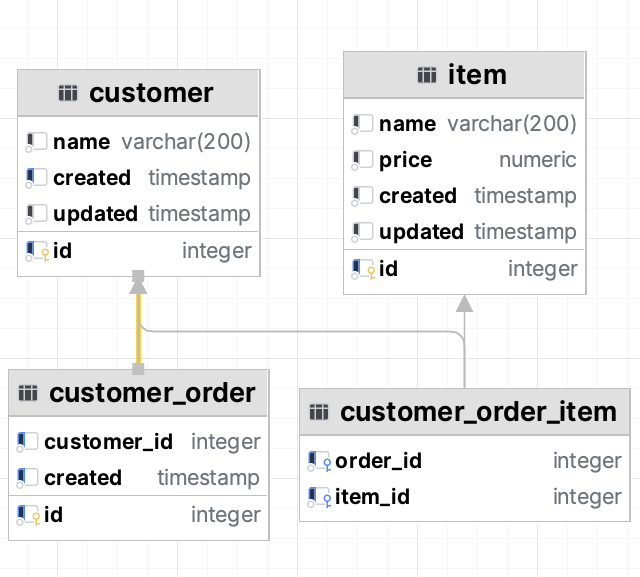 customer
name varchar(200)
created timestamp
updated timestamp
id integer
item
name varchar(200)
price numeric
created timestamp
updated timestamp
id integer
customer_order
customer_id integer
created timestamp
id integer
customer_order_item
order_id integer
item_id integer